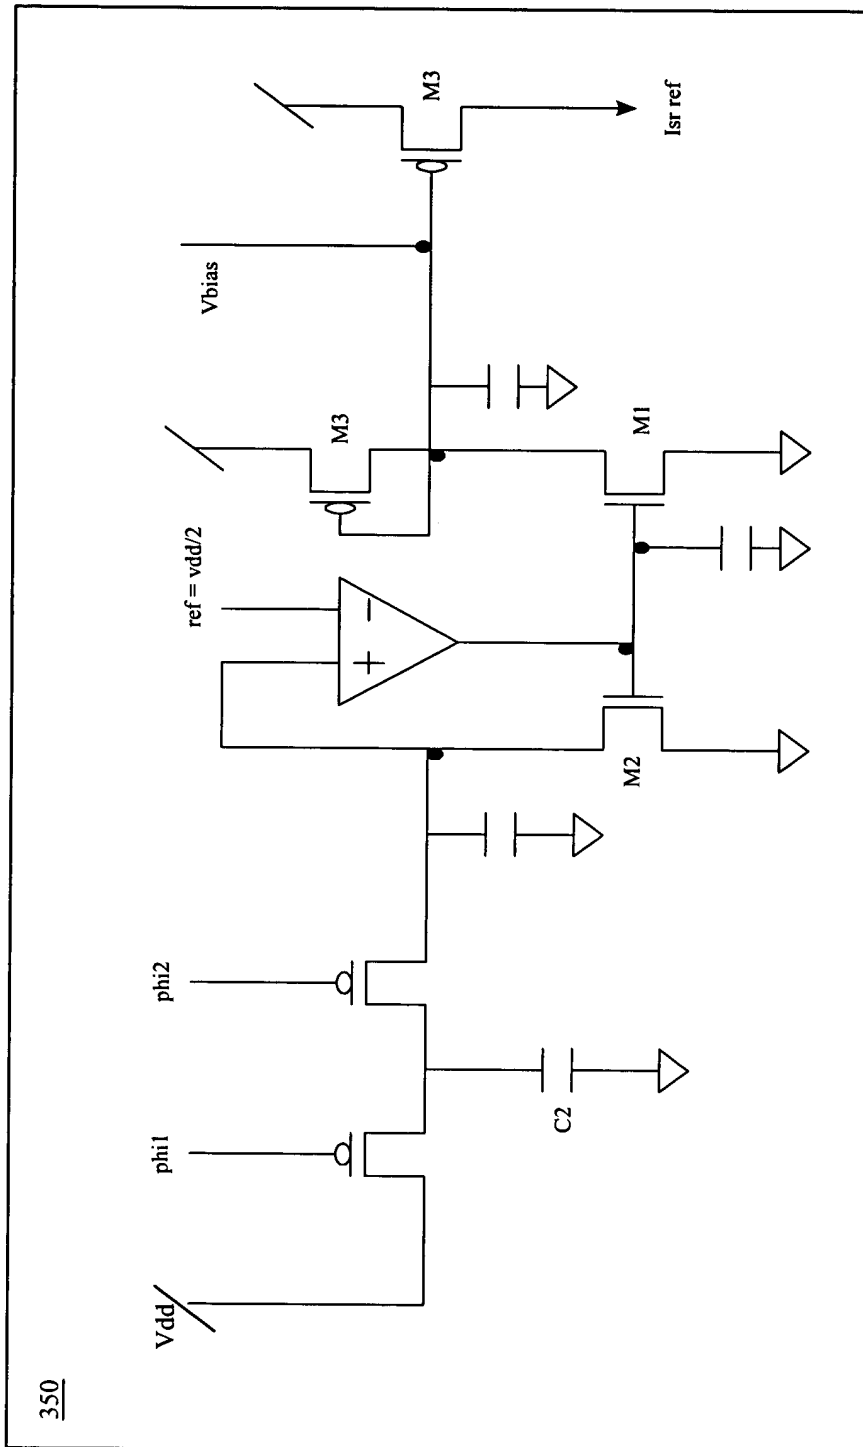 350
Vdd
phi1
phi2
C2
ref = vdd/2
+
−
M2
M3
M1
Vbias
M3
Isr ref